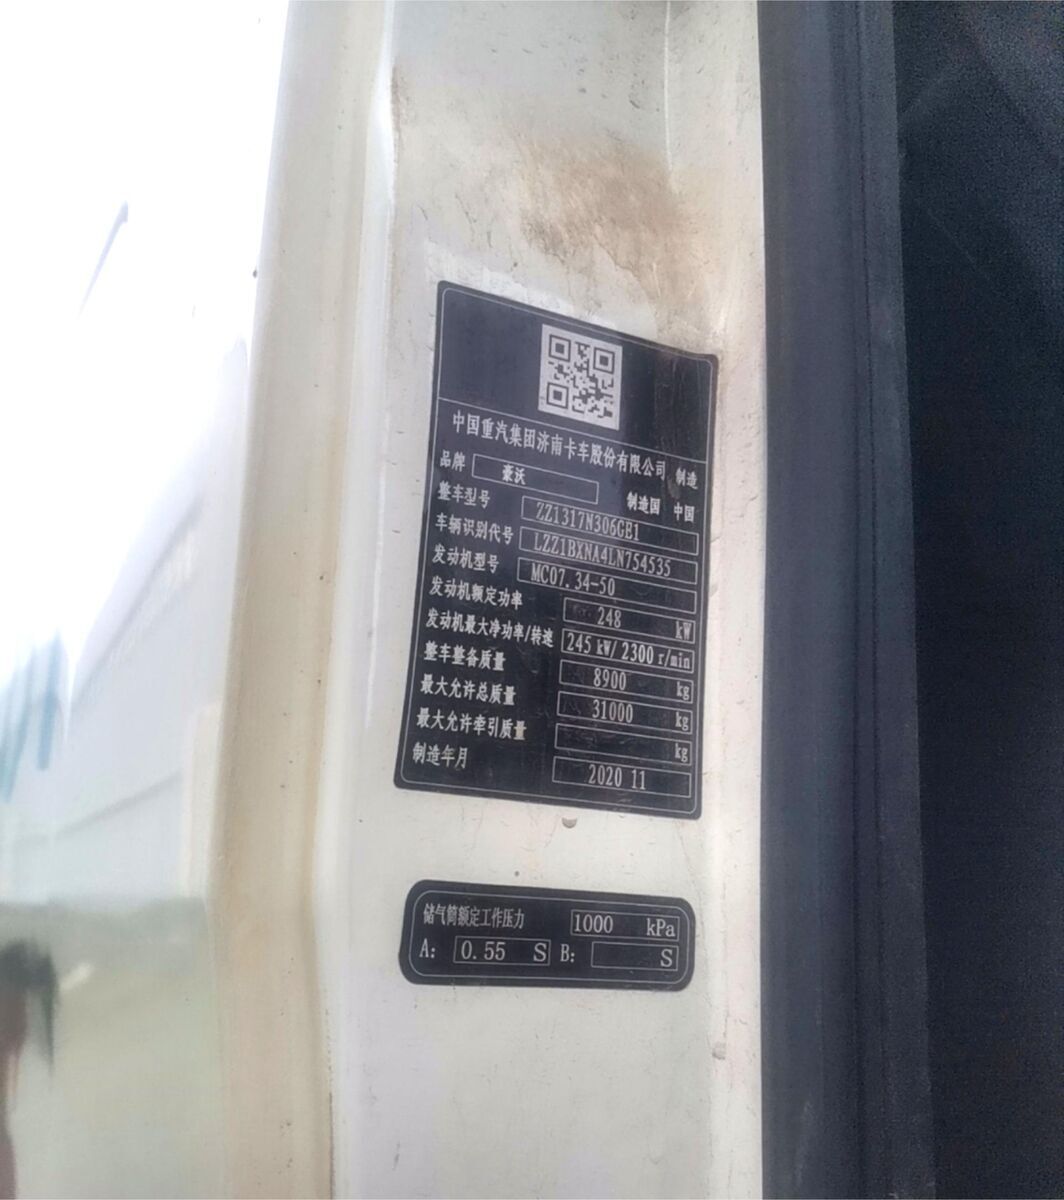 中国重汽集团济南卡车股份有限公司 制造
品牌 豪沃 制造国 中国
整车型号 ZZ1317N306GE1
车辆识别代号 LZZ1BXNA4LN754535
发动机型号 MC07.34-50
发动机额定功率 248 kW
发动机最大净功率/转速 245 kW/ 2300 r/min
整车整备质量 8900 kg
最大允许总质量 31000 kg
最大允许牵引质量 kg
制造年月 2020 11
储气筒额定工作压力 1000 kPa
A: 0.55 S B: S